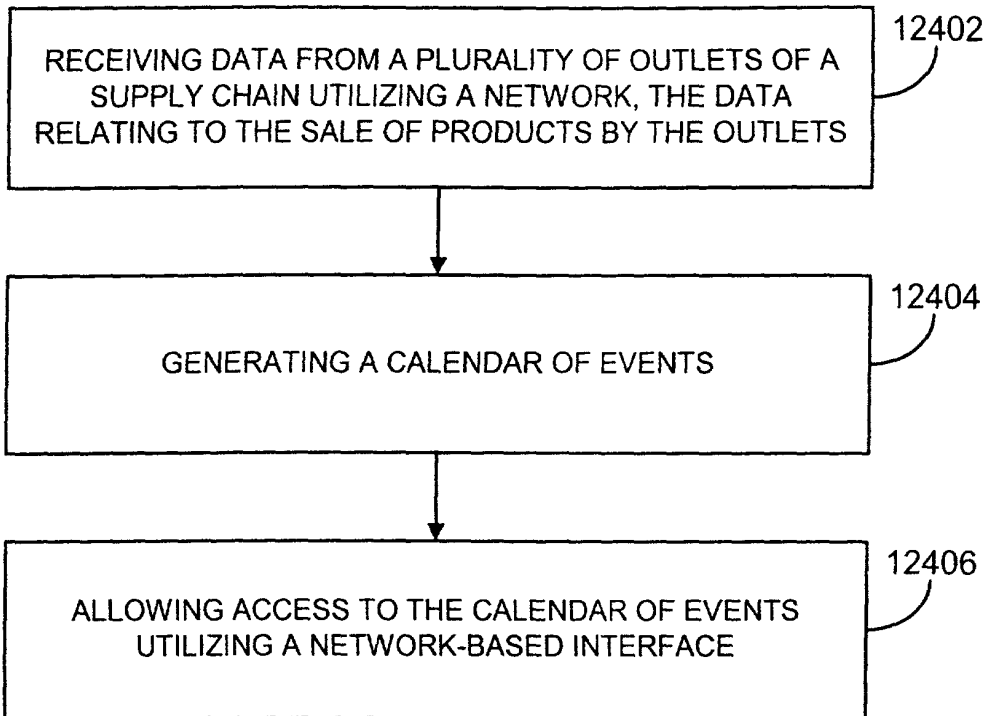 12402
RECEIVING DATA FROM A PLURALITY OF OUTLETS OF A
SUPPLY CHAIN UTILIZING A NETWORK, THE DATA
RELATING TO THE SALE OF PRODUCTS BY THE OUTLETS
12404
GENERATING A CALENDAR OF EVENTS
12406
ALLOWING ACCESS TO THE CALENDAR OF EVENTS
UTILIZING A NETWORK-BASED INTERFACE